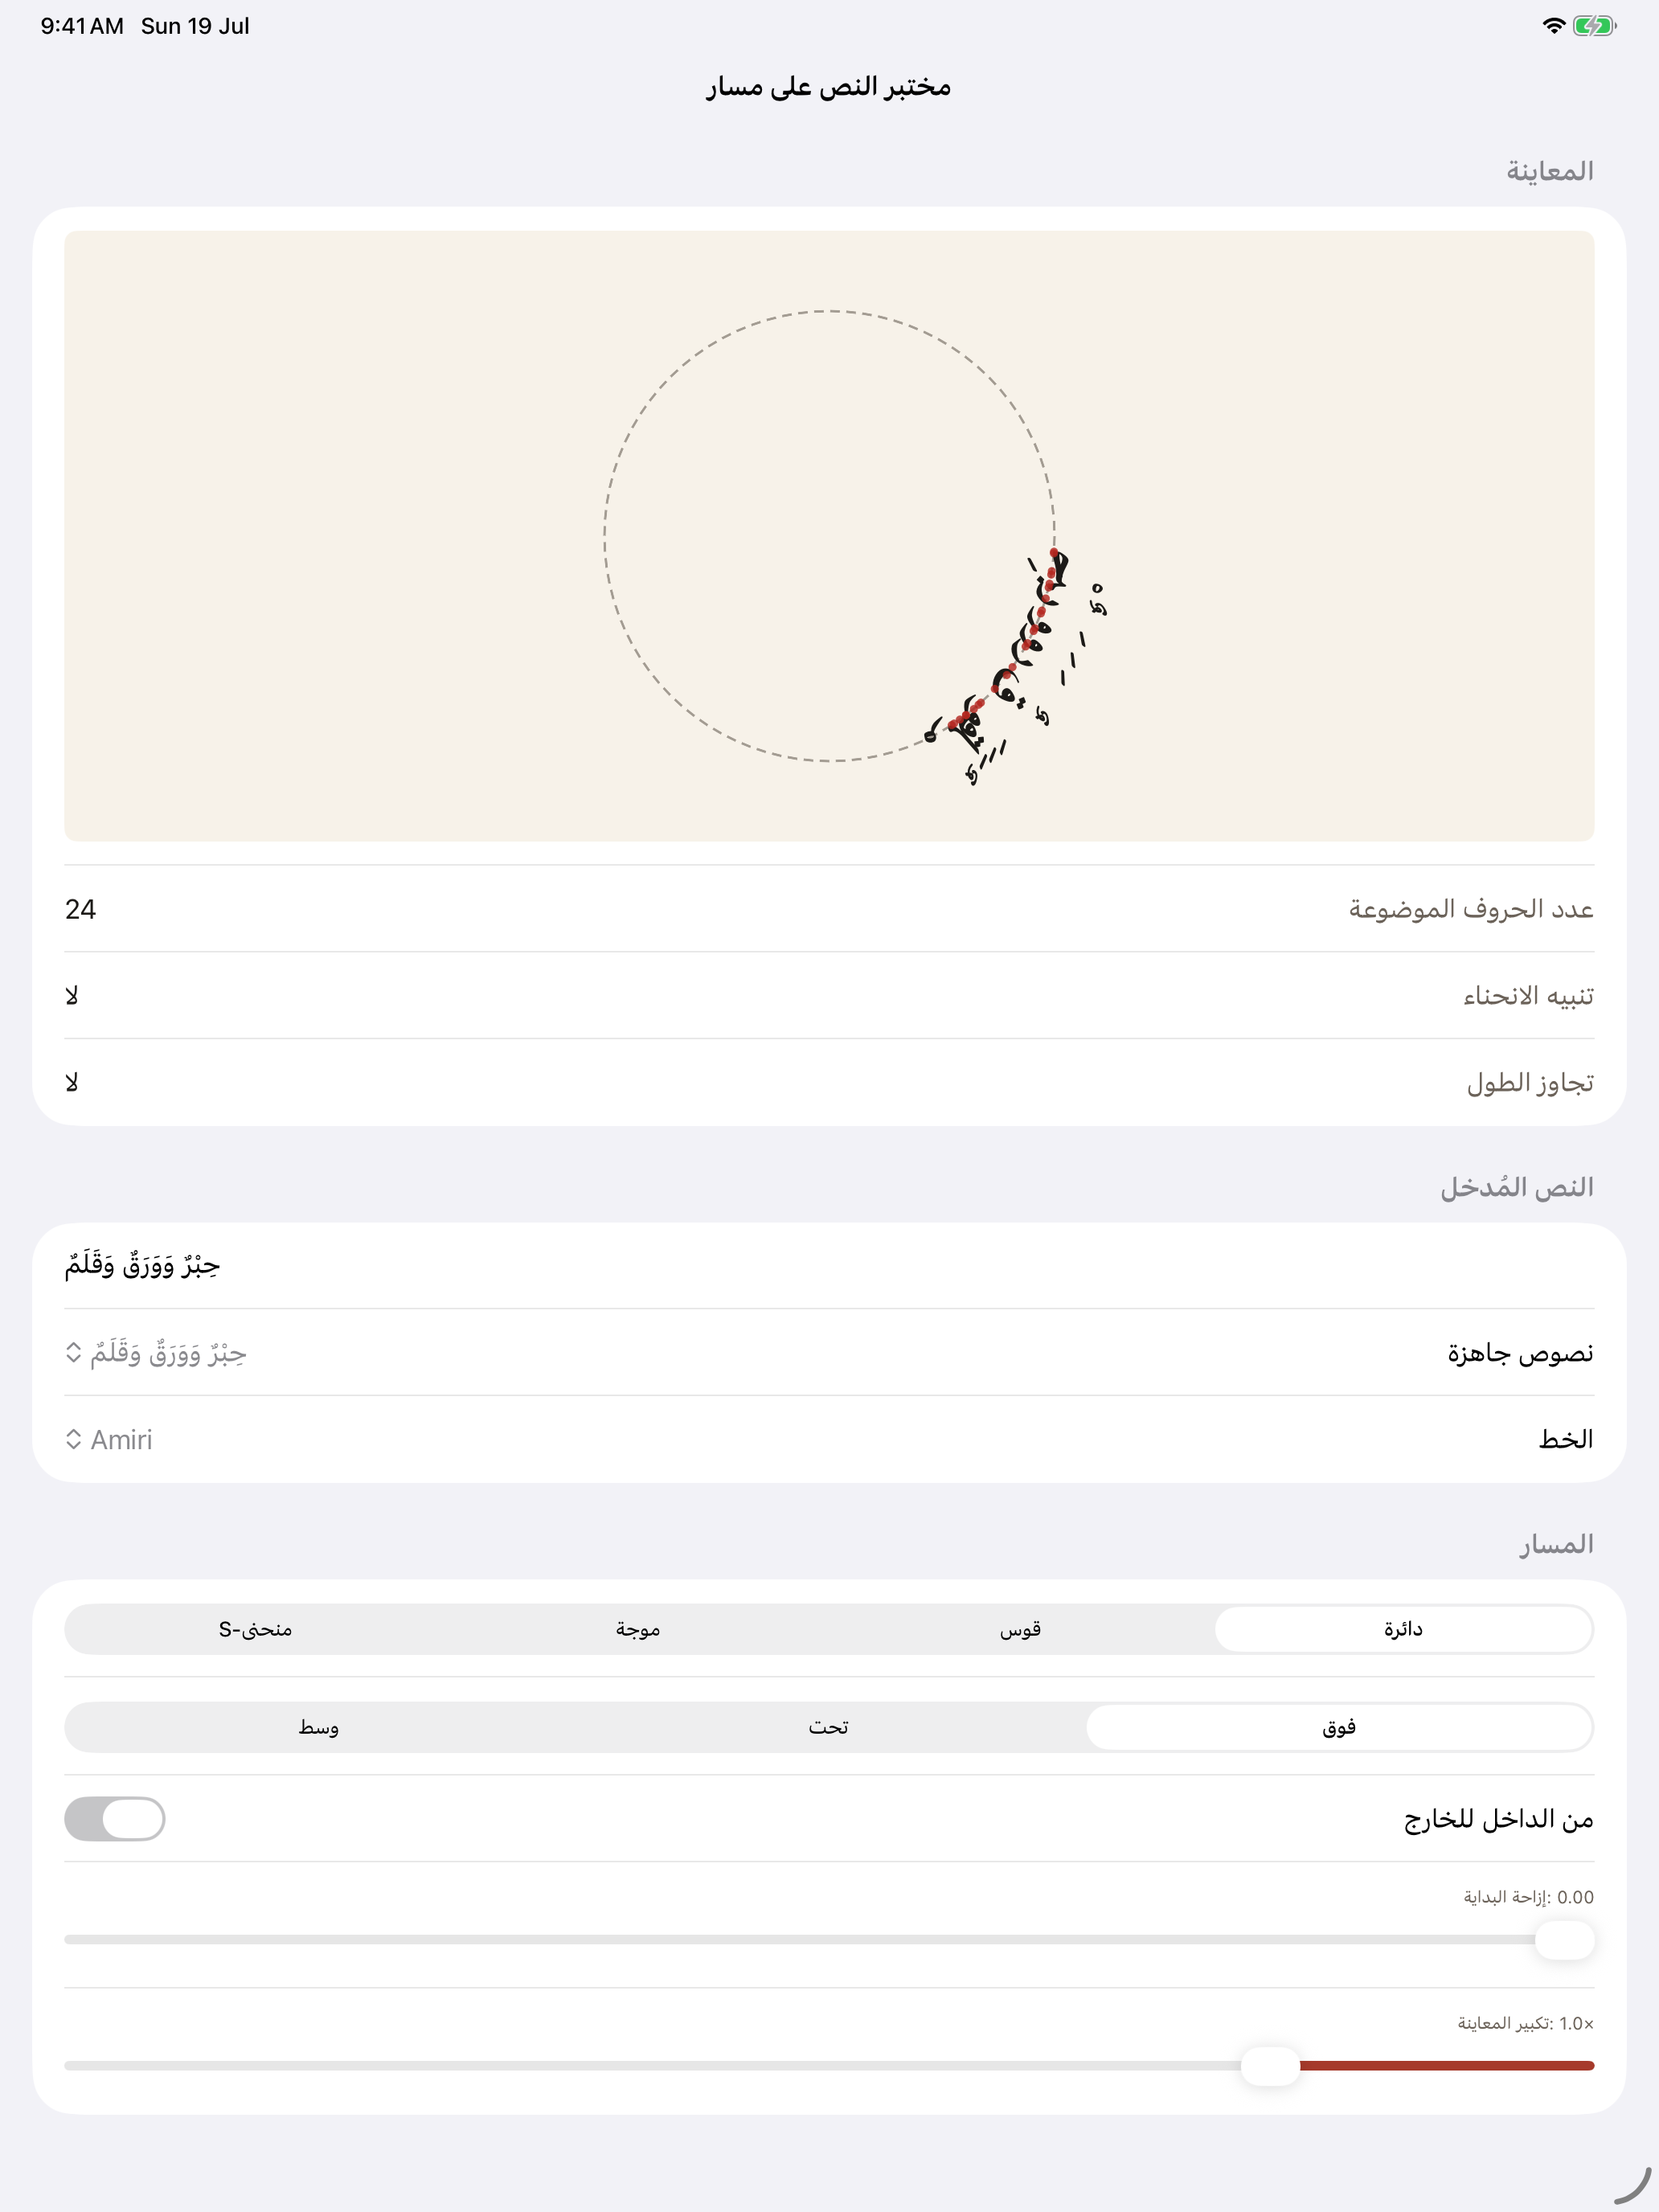 9:41 AM Sun 19 Jul
مختبر النص على مسار
المعاينة
عدد الحروف الموضوعة 24
تنبيه الانحناء لا
تجاوز الطول لا
النص المُدخل
حِبْرٌ وَوَرَقٌ وَقَلَمٌ
نصوص جاهزة حِبْرٌ وَوَرَقٌ وَقَلَمٌ
الخط Amiri
المسار
دائرة قوس موجة منحنى-S
فوق تحت وسط
من الداخل للخارج
إزاحة البداية: 0.00
تكبير المعاينة: 1.0×